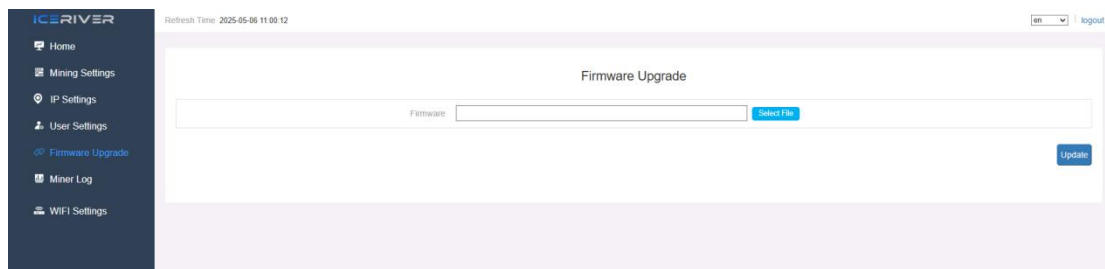 ICERIVER
Refresh Time 2025-05-06 11:00:12
en
logout
Home
Mining Settings
IP Settings
User Settings
Firmware Upgrade
Miner Log
WIFI Settings
Firmware Upgrade
Firmware
Select File
Update